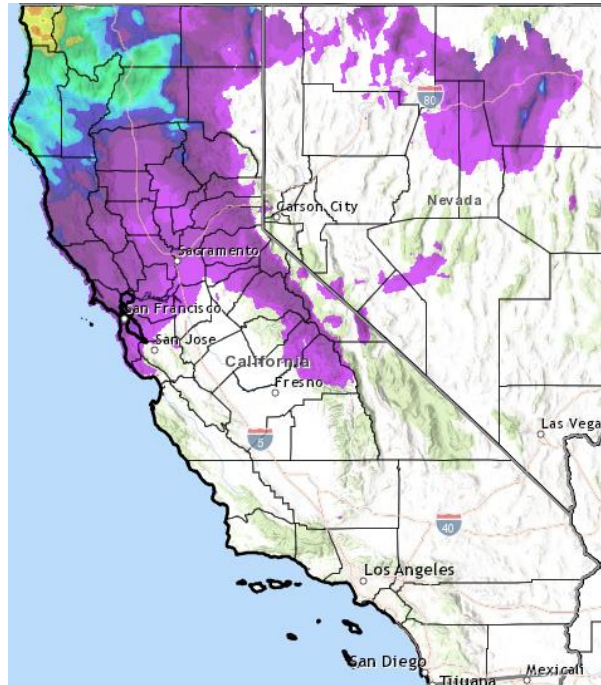 80
Carson City
Nevada
Sacramento
San Francisco
San Jose
California
Fresno
5
Las Vega
40
Los Angeles
San Diego
Tijuana
Mexicali